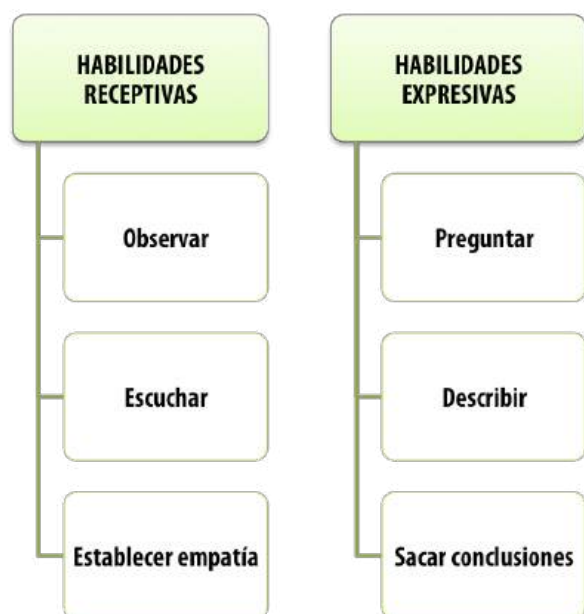 HABILIDADES
RECEPTIVAS
Observar
Escuchar
Establecer empatía
HABILIDADES
EXPRESIVAS
Preguntar
Describir
Sacar conclusiones